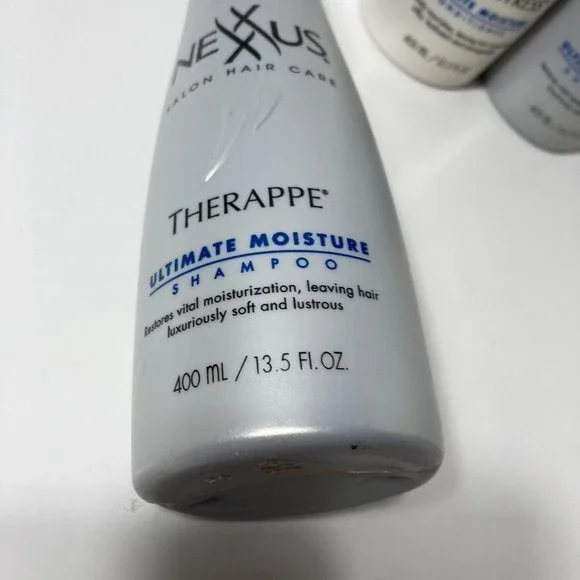 NEXXUS
SALON HAIR CARE
THERAPPE®
ULTIMATE MOISTURE
SHAMPOO
Restores vital moisturization, leaving hair
luxuriously soft and lustrous
400 mL / 13.5 FL.OZ.